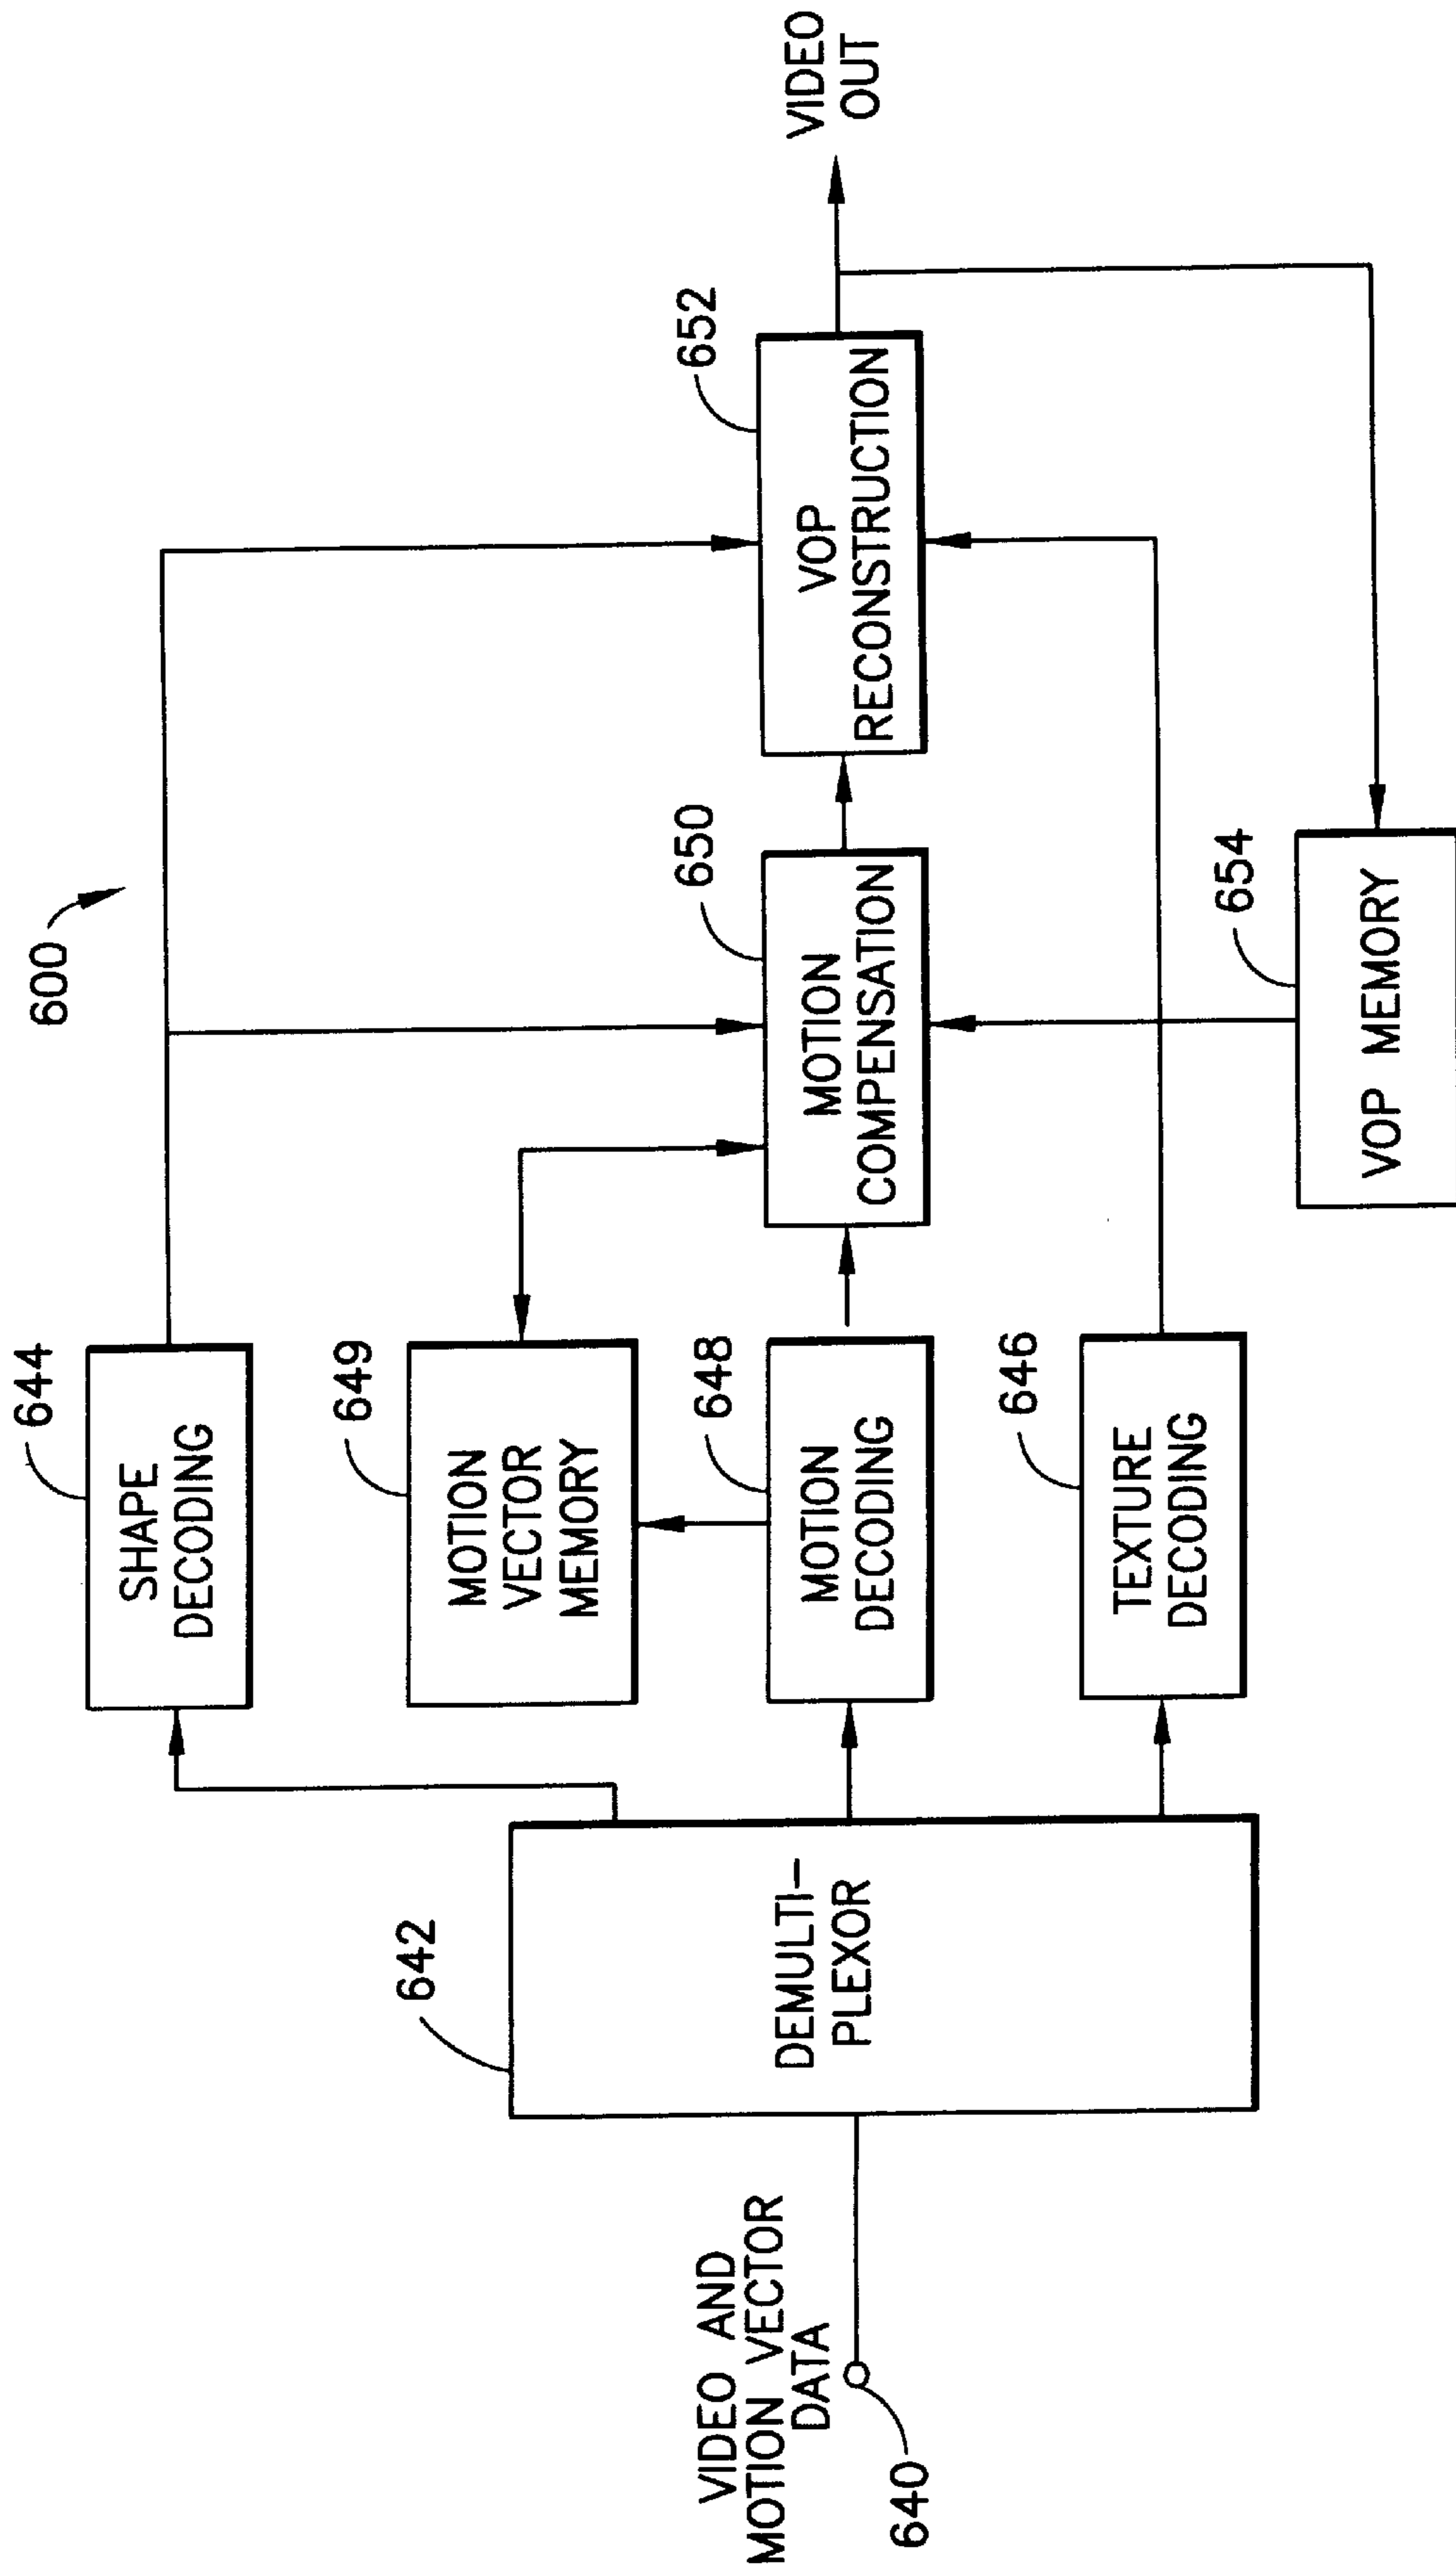 600
644
SHAPE
DECODING
649
MOTION
VECTOR
MEMORY
642
DEMULTI-
PLEXOR
VIDEO AND
MOTION VECTOR
DATA
640
648
MOTION
DECODING
650
MOTION
COMPENSATION
652
VOP
RECONSTRUCTION
VIDEO
OUT
646
TEXTURE
DECODING
654
VOP MEMORY